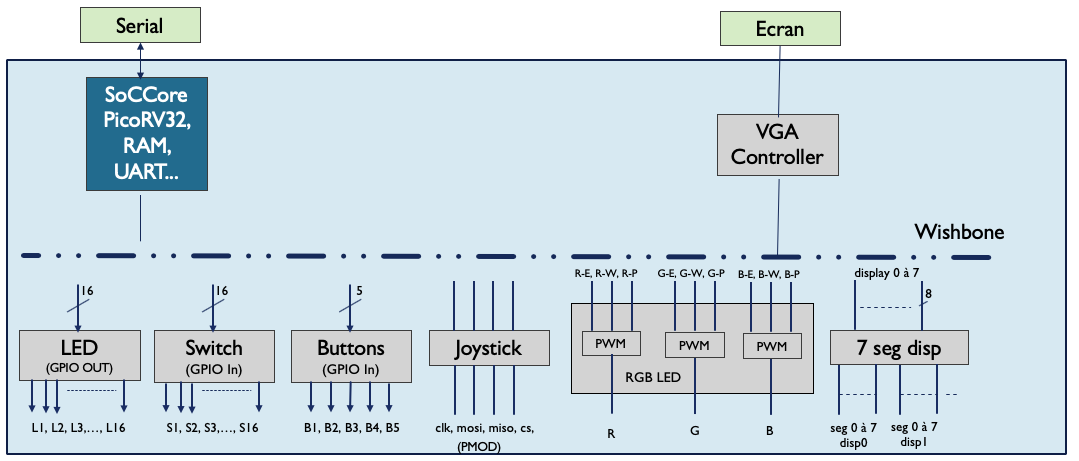 Serial
Ecran
SoCCore
PicoRV32,
RAM,
UART...
VGA
Controller
Wishbone
16
16
5
R-E, R-W, R-P
G-E, G-W, G-P
B-E, B-W, B-P
display 0 à 7
8
LED
(GPIO OUT)
Switch
(GPIO In)
Buttons
(GPIO In)
Joystick
PWM
PWM
PWM
RGB LED
7 seg disp
L1, L2, L3,..., L16
S1, S2, S3,..., S16
B1, B2, B3, B4, B5
clk, mosi, miso, cs,
(PMOD)
R
G
B
seg 0 à 7
disp0
seg 0 à 7
disp1